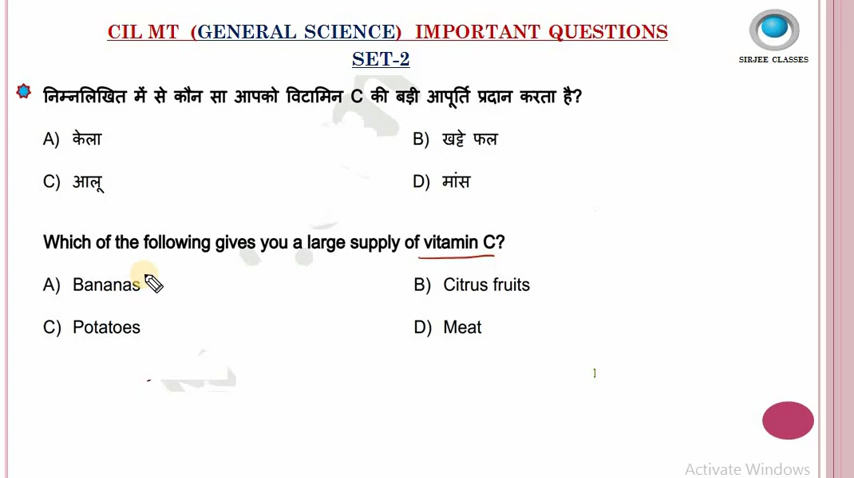 CIL MT (GENERAL SCIENCE) IMPORTANT QUESTIONS
SET-2
SIRJEE CLASSES
निम्नलिखित में से कौन सा आपको विटामिन C की बड़ी आपूर्ति प्रदान करता है?
A) केला B) खट्टे फल
C) आलू D) मांस
Which of the following gives you a large supply of vitamin C?
A) Bananas B) Citrus fruits
C) Potatoes D) Meat
Activate Windows